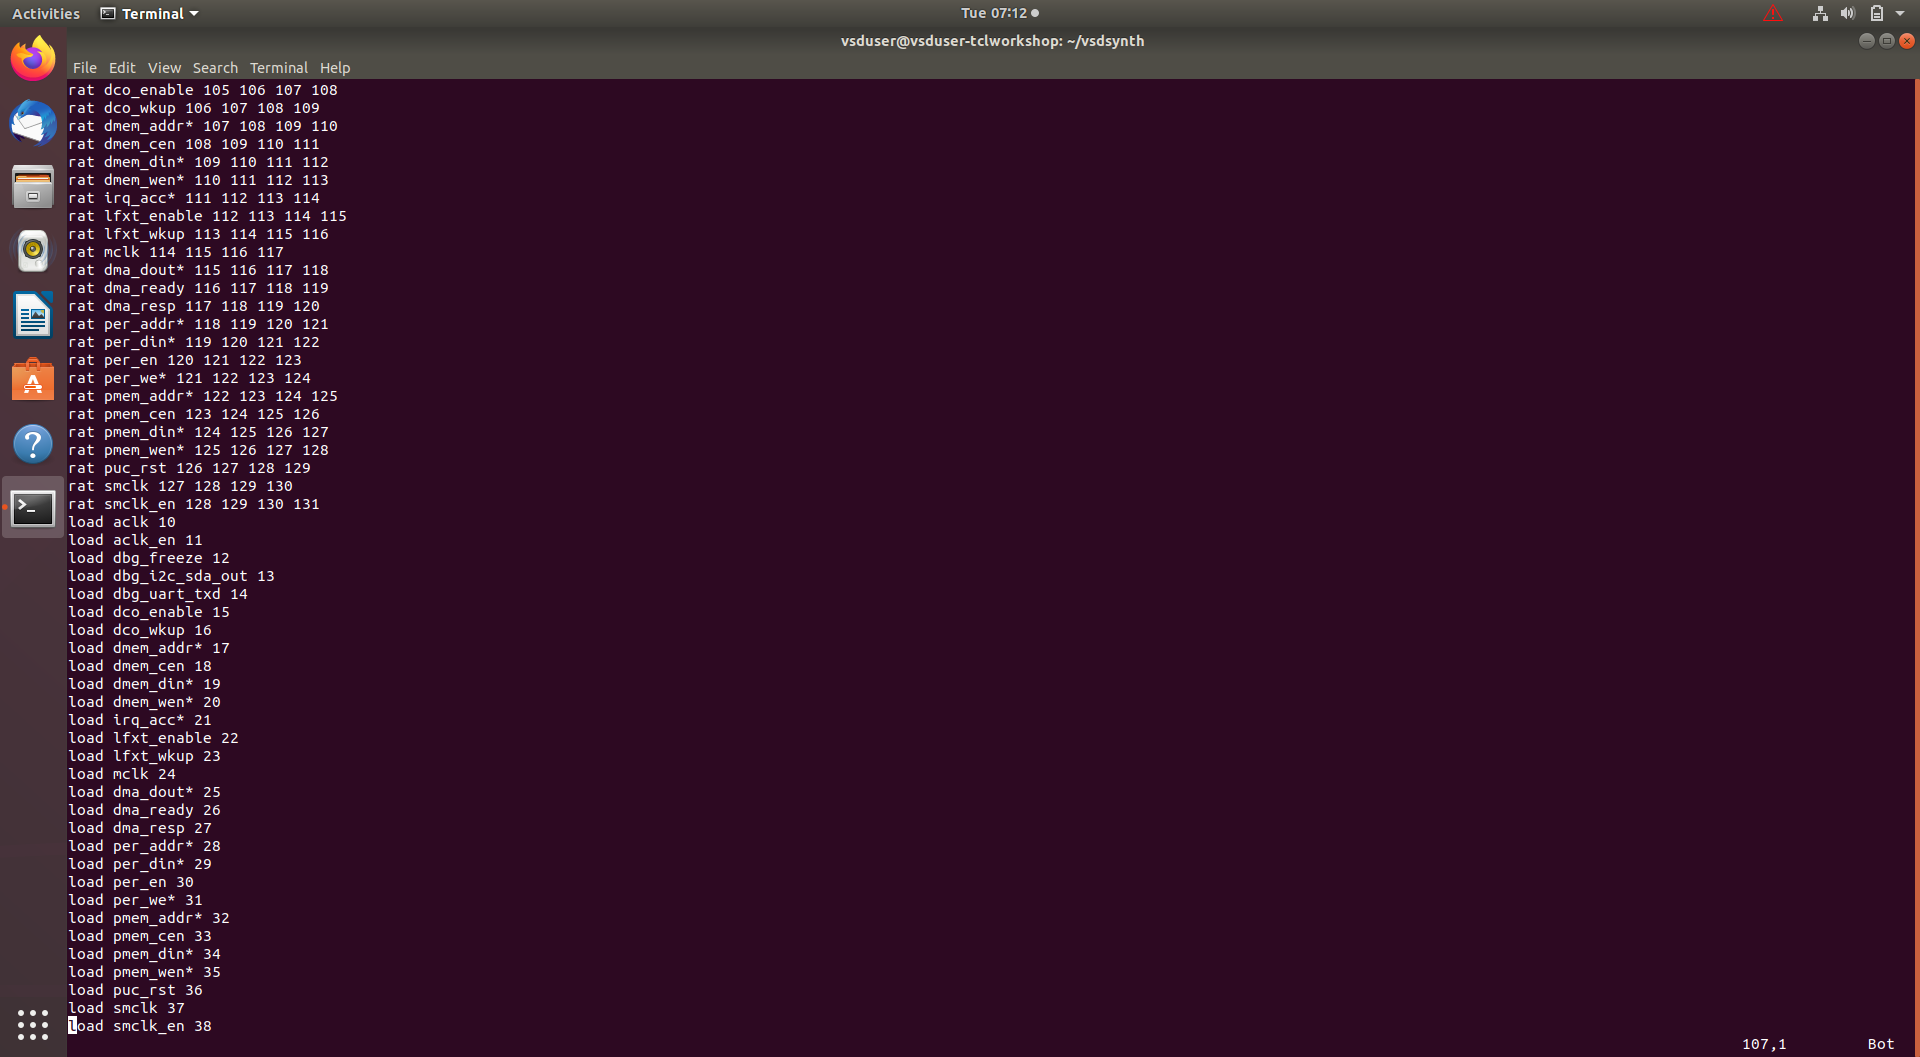 Activities Terminal Tue 07:12
vsduser@vsduser-tclworkshop: ~/vsdsynth
File Edit View Search Terminal Help
rat dco_enable 105 106 107 108
rat dco_wkup 106 107 108 109
rat dmem_addr* 107 108 109 110
rat dmem_cen 108 109 110 111
rat dmem_din* 109 110 111 112
rat dmem_wen* 110 111 112 113
rat irq_acc* 111 112 113 114
rat lfxt_enable 112 113 114 115
rat lfxt_wkup 113 114 115 116
rat mclk 114 115 116 117
rat dma_dout* 115 116 117 118
rat dma_ready 116 117 118 119
rat dma_resp 117 118 119 120
rat per_addr* 118 119 120 121
rat per_din* 119 120 121 122
rat per_en 120 121 122 123
rat per_we* 121 122 123 124
rat pmem_addr* 122 123 124 125
rat pmem_cen 123 124 125 126
rat pmem_din* 124 125 126 127
rat pmem_wen* 125 126 127 128
rat puc_rst 126 127 128 129
rat smclk 127 128 129 130
rat smclk_en 128 129 130 131
load aclk 10
load aclk_en 11
load dbg_freeze 12
load dbg_i2c_sda_out 13
load dbg_uart_txd 14
load dco_enable 15
load dco_wkup 16
load dmem_addr* 17
load dmem_cen 18
load dmem_din* 19
load dmem_wen* 20
load irq_acc* 21
load lfxt_enable 22
load lfxt_wkup 23
load mclk 24
load dma_dout* 25
load dma_ready 26
load dma_resp 27
load per_addr* 28
load per_din* 29
load per_en 30
load per_we* 31
load pmem_addr* 32
load pmem_cen 33
load pmem_din* 34
load pmem_wen* 35
load puc_rst 36
load smclk 37
load smclk_en 38
107,1 Bot